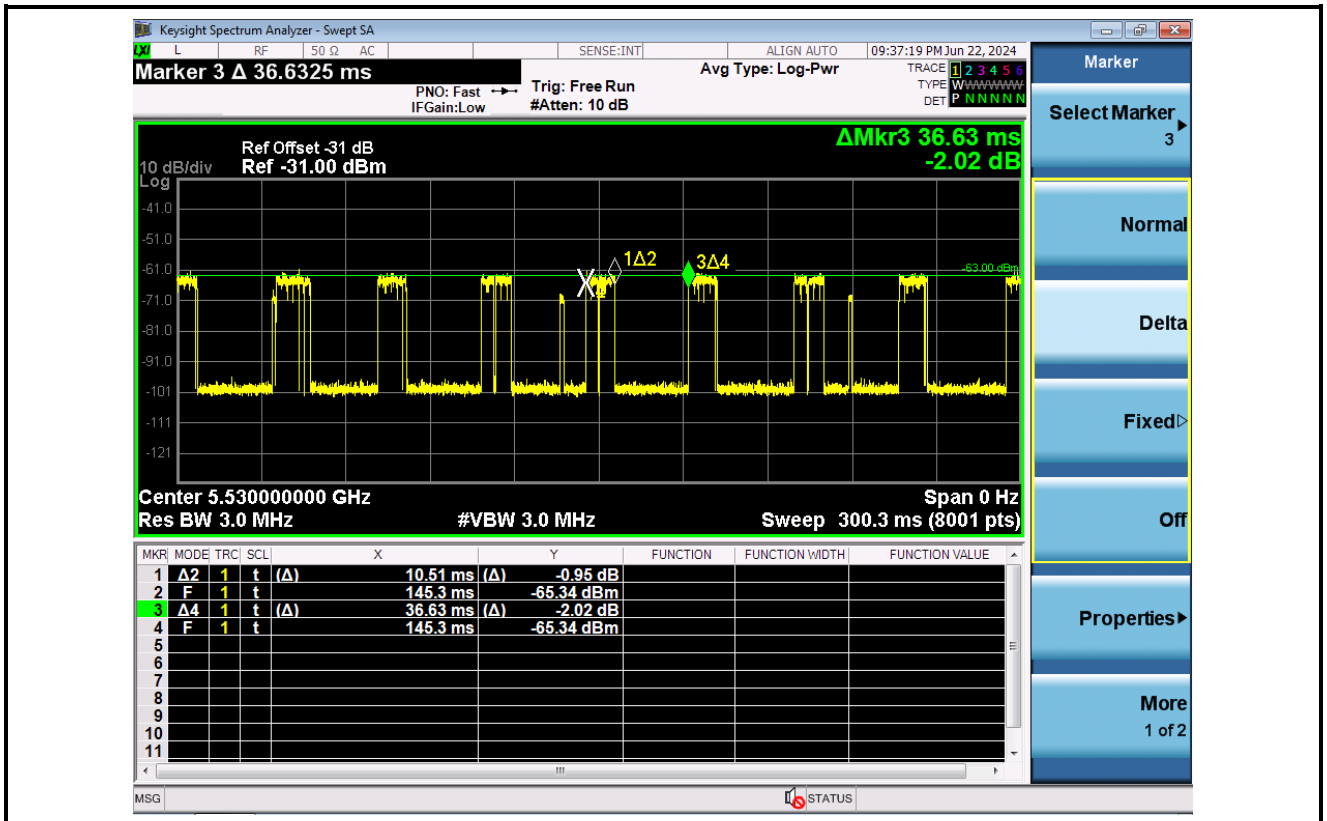 Keysight Spectrum Analyzer - Swept SA
LXI L RF 50 Ω AC SENSE:INT ALIGN AUTO 09:37:19 PM Jun 22, 2024
Marker 3 Δ 36.6325 ms
PNO: Fast
IFGain:Low
Trig: Free Run
#Atten: 10 dB
Avg Type: Log-Pwr
TRACE 1 2 3 4 5 6
TYPE WWWWWW
DET P N N N N N
ΔMkr3 36.63 ms
-2.02 dB
Ref Offset -31 dB
10 dB/div Ref -31.00 dBm
Log
-41.0
-51.0
-61.0
-71.0
-81.0
-91.0
-101
-111
-121
1Δ2
3Δ4
-63.00 dBm
X
Center 5.530000000 GHz Span 0 Hz
Res BW 3.0 MHz #VBW 3.0 MHz Sweep 300.3 ms (8001 pts)
MKR MODE TRC SCL X Y FUNCTION FUNCTION WIDTH FUNCTION VALUE
1 Δ2 1 t (Δ) 10.51 ms (Δ) -0.95 dB
2 F 1 t 145.3 ms -65.34 dBm
3 Δ4 1 t (Δ) 36.63 ms (Δ) -2.02 dB
4 F 1 t 145.3 ms -65.34 dBm
5
6
7
8
9
10
11
MSG STATUS
Marker
Select Marker
3
Normal
Delta
Fixed
Off
Properties
More
1 of 2